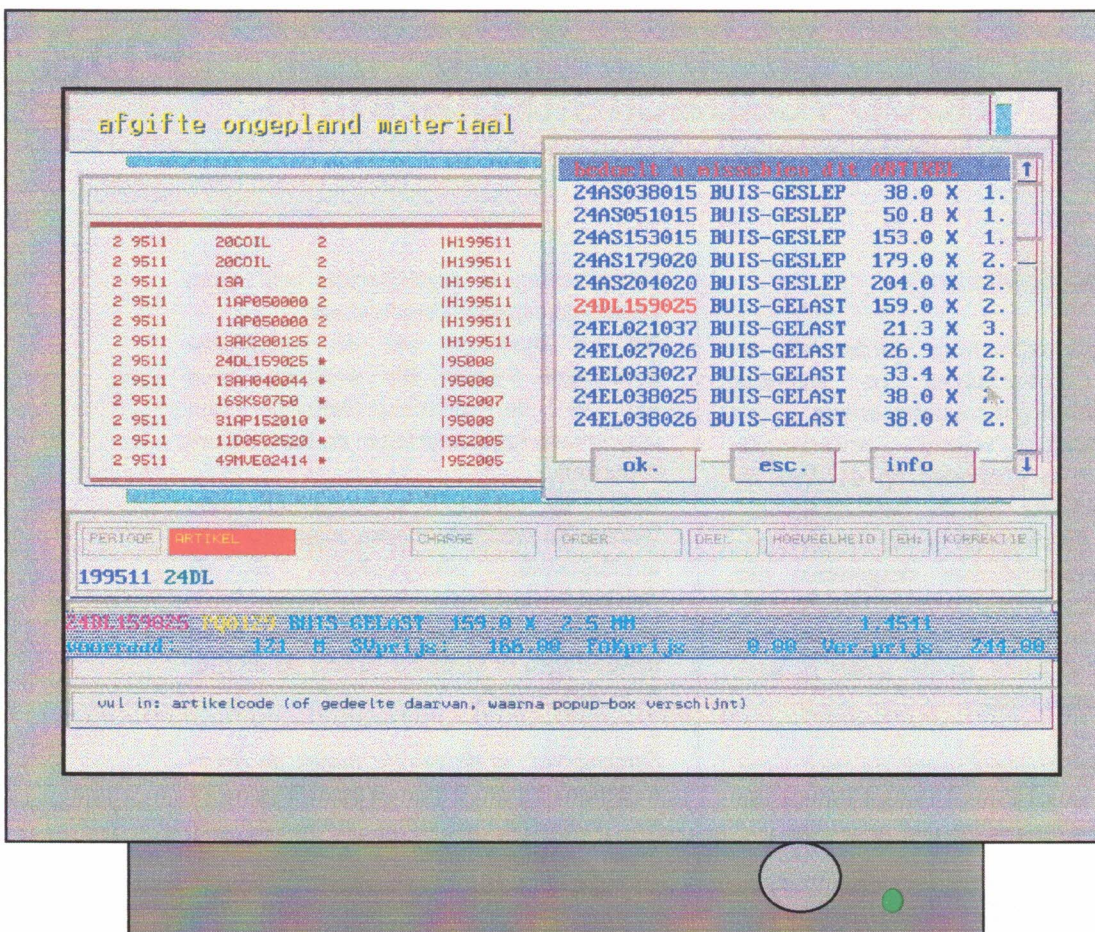 afgifte ongepland materiaal
bedoelt u misschien dit ARTIKEL
24AS038015 BUIS-GESLEP 38.0 X 1.
24AS051015 BUIS-GESLEP 50.8 X 1.
24AS153015 BUIS-GESLEP 153.0 X 1.
24AS179020 BUIS-GESLEP 179.0 X 2.
24AS204020 BUIS-GESLEP 204.0 X 2.
24DL159025 BUIS-GELAST 159.0 X 2.
24EL021037 BUIS-GELAST 21.3 X 3.
24EL027026 BUIS-GELAST 26.9 X 2.
24EL033027 BUIS-GELAST 33.4 X 2.
24EL038025 BUIS-GELAST 38.0 X
24EL038026 BUIS-GELAST 38.0 X 2.
ok. esc. info
2 9511 20COIL 2 |H199511
2 9511 20COIL 2 |H199511
2 9511 13A 2 |H199511
2 9511 11AP050000 2 |H199511
2 9511 11AP050000 2 |H199511
2 9511 13AK200125 2 |H199511
2 9511 24DL159025 * |95008
2 9511 13AH040044 * |95008
2 9511 16SKS0750 * |952007
2 9511 31AP152010 * |95008
2 9511 11D0502520 * |952005
2 9511 49MVE02414 * |952005
PERIODE ARTIKEL CHARGE ORDER DEEL HOEVEELHEID EH: KORREKTIE
199511 24DL
24DL159025 BUIS-GELAST 159.0 X 2.5 MM 1.4541
voorraad: 121 M SVprijs: 166.00 FOKprijs 0.00 Ver.prijs 244.00
vul in: artikelcode (of gedeelte daarvan, waarna popup-box verschijnt)